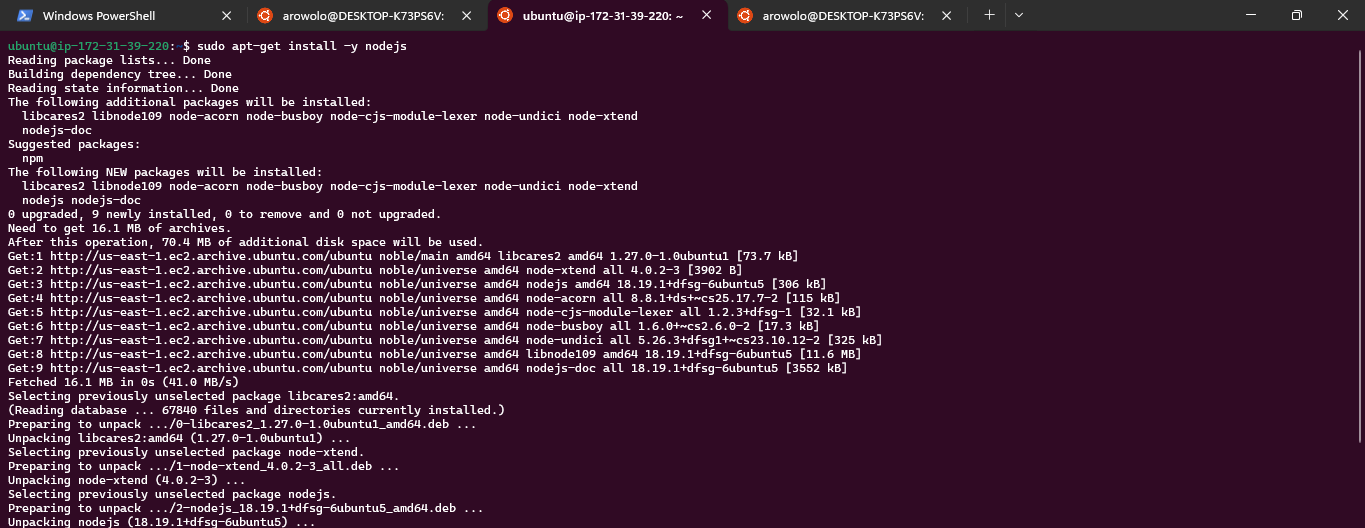 Windows PowerShell
arowolo@DESKTOP-K73PS6V:
ubuntu@ip-172-31-39-220: ~
arowolo@DESKTOP-K73PS6V:
ubuntu@ip-172-31-39-220:~$ sudo apt-get install -y nodejs
Reading package lists... Done
Building dependency tree... Done
Reading state information... Done
The following additional packages will be installed:
  libcares2 libnode109 node-acorn node-busboy node-cjs-module-lexer node-undici node-xtend
  nodejs-doc
Suggested packages:
  npm
The following NEW packages will be installed:
  libcares2 libnode109 node-acorn node-busboy node-cjs-module-lexer node-undici node-xtend
  nodejs nodejs-doc
0 upgraded, 9 newly installed, 0 to remove and 0 not upgraded.
Need to get 16.1 MB of archives.
After this operation, 70.4 MB of additional disk space will be used.
Get:1 http://us-east-1.ec2.archive.ubuntu.com/ubuntu noble/main amd64 libcares2 amd64 1.27.0-1.0ubuntu1 [73.7 kB]
Get:2 http://us-east-1.ec2.archive.ubuntu.com/ubuntu noble/universe amd64 node-xtend all 4.0.2-3 [3902 B]
Get:3 http://us-east-1.ec2.archive.ubuntu.com/ubuntu noble/universe amd64 nodejs amd64 18.19.1+dfsg-6ubuntu5 [306 kB]
Get:4 http://us-east-1.ec2.archive.ubuntu.com/ubuntu noble/universe amd64 node-acorn all 8.8.1+ds+~cs25.17.7-2 [115 kB]
Get:5 http://us-east-1.ec2.archive.ubuntu.com/ubuntu noble/universe amd64 node-cjs-module-lexer all 1.2.3+dfsg-1 [32.1 kB]
Get:6 http://us-east-1.ec2.archive.ubuntu.com/ubuntu noble/universe amd64 node-busboy all 1.6.0+~cs2.6.0-2 [17.3 kB]
Get:7 http://us-east-1.ec2.archive.ubuntu.com/ubuntu noble/universe amd64 node-undici all 5.26.3+dfsg1+~cs23.10.12-2 [325 kB]
Get:8 http://us-east-1.ec2.archive.ubuntu.com/ubuntu noble/universe amd64 libnode109 amd64 18.19.1+dfsg-6ubuntu5 [11.6 MB]
Get:9 http://us-east-1.ec2.archive.ubuntu.com/ubuntu noble/universe amd64 nodejs-doc all 18.19.1+dfsg-6ubuntu5 [3552 kB]
Fetched 16.1 MB in 0s (41.0 MB/s)
Selecting previously unselected package libcares2:amd64.
(Reading database ... 67840 files and directories currently installed.)
Preparing to unpack .../0-libcares2_1.27.0-1.0ubuntu1_amd64.deb ...
Unpacking libcares2:amd64 (1.27.0-1.0ubuntu1) ...
Selecting previously unselected package node-xtend.
Preparing to unpack .../1-node-xtend_4.0.2-3_all.deb ...
Unpacking node-xtend (4.0.2-3) ...
Selecting previously unselected package nodejs.
Preparing to unpack .../2-nodejs_18.19.1+dfsg-6ubuntu5_amd64.deb ...
Unpacking nodejs (18.19.1+dfsg-6ubuntu5) ...